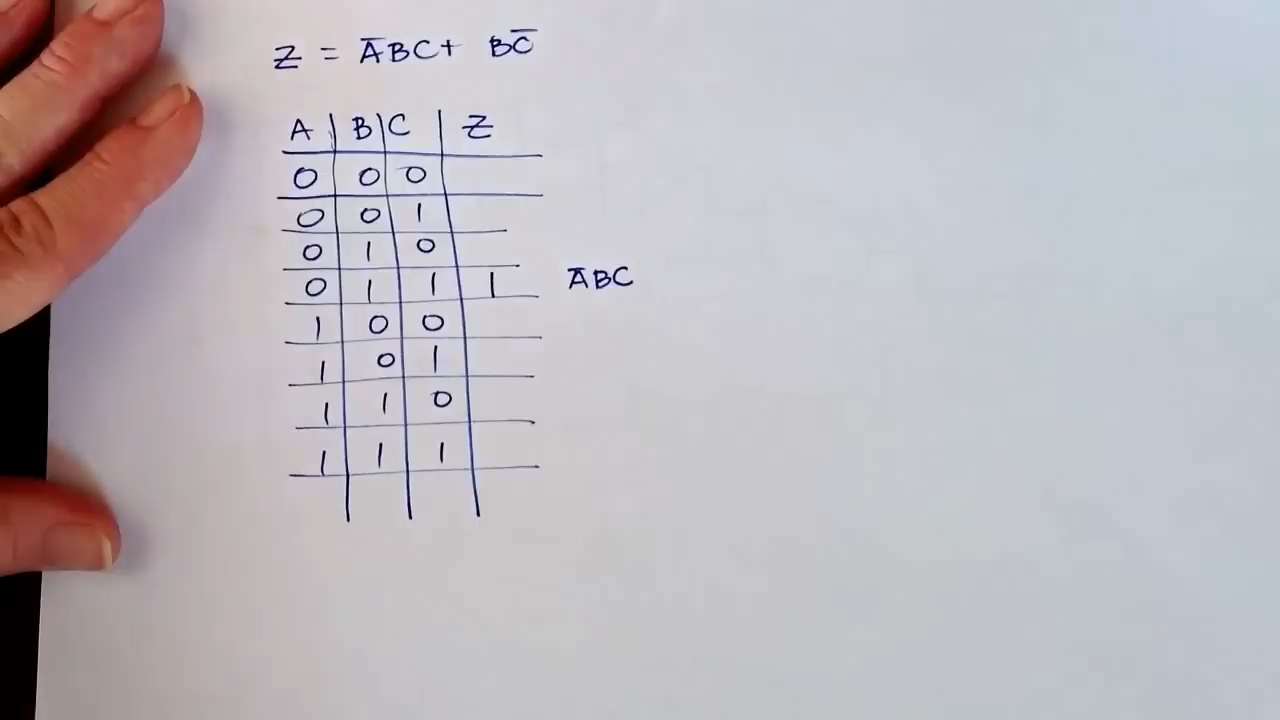 Z = A̅BC + BC̅
A | B | C | Z
0 0 0
0 0 1
0 1 0
0 1 1 1 A̅BC
1 0 0
1 0 1
1 1 0
1 1 1